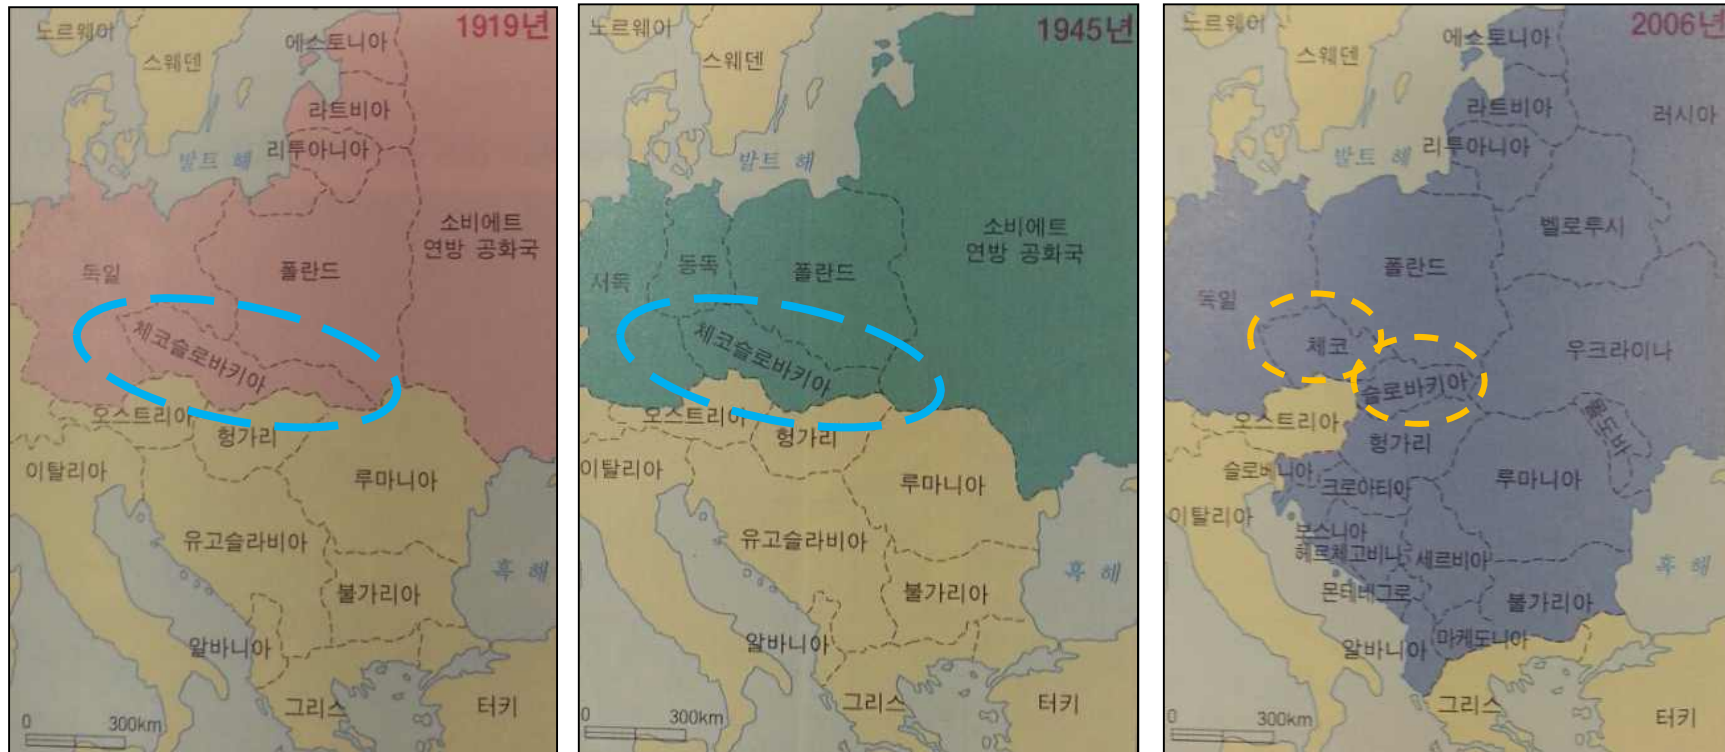 1919년
노르웨이
스웨덴
에스토니아
라트비아
리투아니아
발트 해
소비에트
연방 공화국
독일
폴란드
체코슬로바키아
오스트리아
헝가리
이탈리아
루마니아
유고슬라비아
흑 해
불가리아
알바니아
그리스
터키
0 300km
1945년
노르웨이
스웨덴
발트 해
소비에트
연방 공화국
서독
동독
폴란드
체코슬로바키아
오스트리아
헝가리
이탈리아
루마니아
유고슬라비아
흑 해
불가리아
알바니아
그리스
터키
0 300km
2006년
노르웨이
스웨덴
에스토니아
라트비아
러시아
리투아니아
발트 해
벨로루시
폴란드
독일
체코
우크라이나
슬로바키아
오스트리아
몰도바
헝가리
슬로베니아
크로아티아
루마니아
이탈리아
보스니아
헤르체고비나
세르비아
흑 해
몬테네그로
불가리아
알바니아
마케도니아
그리스
터키
0 300km